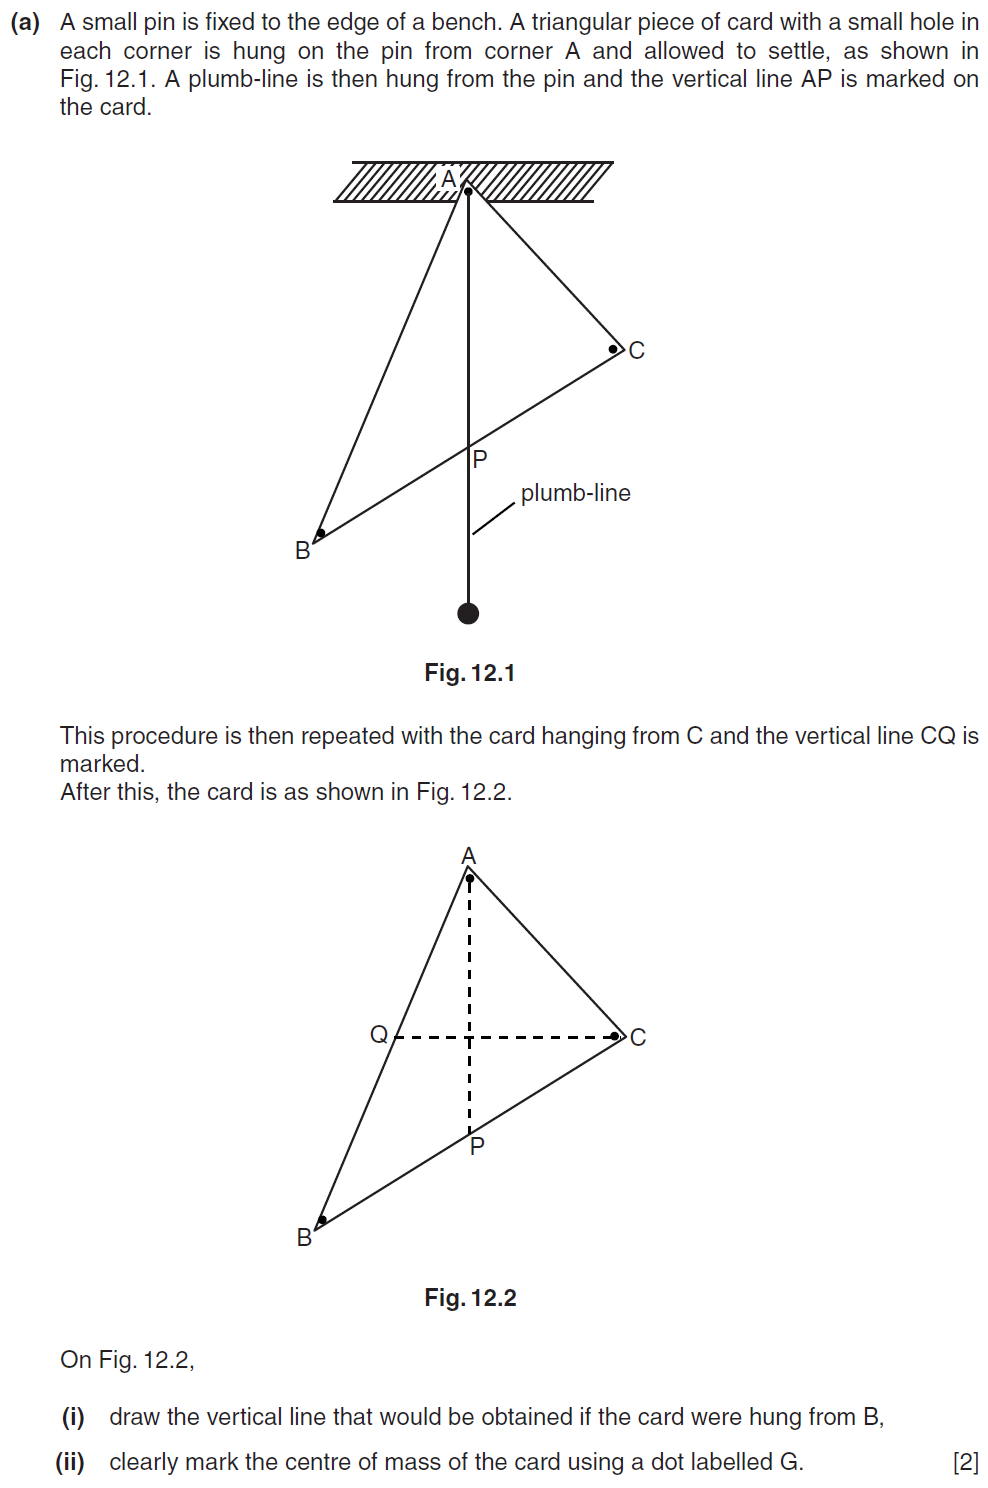 (a) A small pin is fixed to the edge of a bench. A triangular piece of card with a small hole in
each corner is hung on the pin from corner A and allowed to settle, as shown in
Fig. 12.1. A plumb-line is then hung from the pin and the vertical line AP is marked on
the card.
A
C
P
plumb-line
B
Fig. 12.1
This procedure is then repeated with the card hanging from C and the vertical line CQ is
marked.
After this, the card is as shown in Fig. 12.2.
A
Q
C
P
B
Fig. 12.2
On Fig. 12.2,
(i) draw the vertical line that would be obtained if the card were hung from B,
(ii) clearly mark the centre of mass of the card using a dot labelled G. [2]